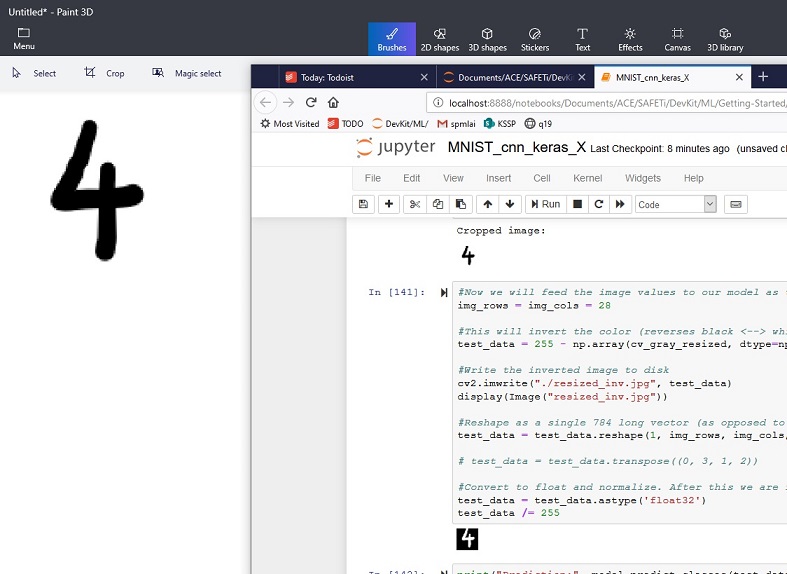 Untitled* - Paint 3D
Menu
Brushes
2D shapes
3D shapes
Stickers
Text
Effects
Canvas
3D library
Select
Crop
Magic select
4
Today: Todoist
Documents/ACE/SAFETi/DevKi
MNIST_cnn_keras_X
localhost:8888/notebooks/Documents/ACE/SAFETi/DevKit/ML/Getting-Started/
Most Visited
TODO
DevKit/ML/
spmlai
KSSP
q19
jupyter MNIST_cnn_keras_X Last Checkpoint: 8 minutes ago (unsaved
File Edit View Insert Cell Kernel Widgets Help
Run
Code
Cropped image:
4
In [141]:
#Now we will feed the image values to our model as
img_rows = img_cols = 28
#This will invert the color (reverses black <--> whi
test_data = 255 - np.array(cv_gray_resized, dtype=np
#Write the inverted image to disk
cv2.imwrite("./resized_inv.jpg", test_data)
display(Image("resized_inv.jpg"))
#Reshape as a single 784 long vector (as opposed to
test_data = test_data.reshape(1, img_rows, img_cols,
# test_data = test_data.transpose((0, 3, 1, 2))
#Convert to float and normalize. After this we are
test_data = test_data.astype('float32')
test_data /= 255
4